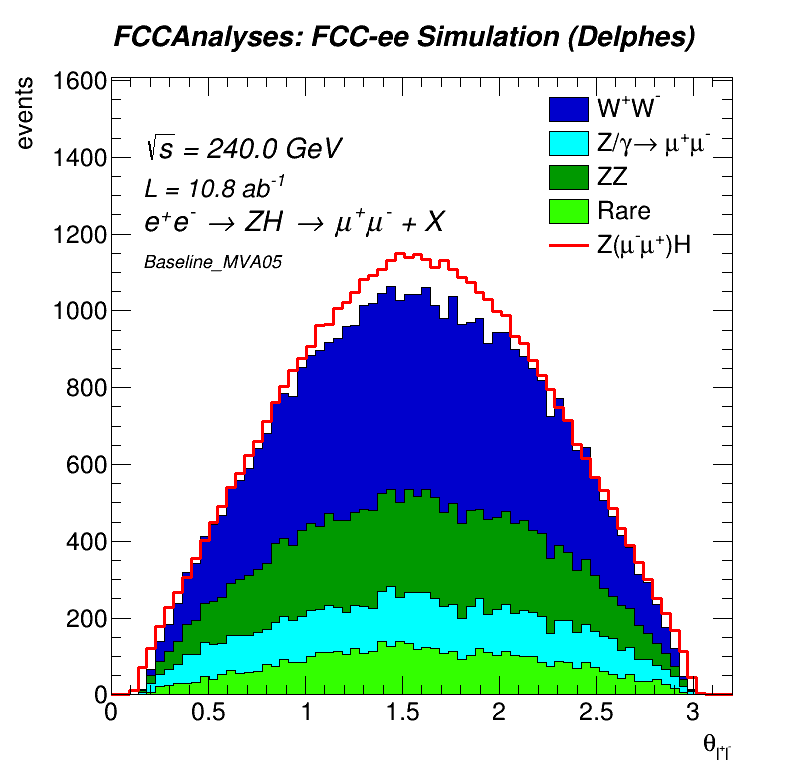 FCCAnalyses: FCC-ee Simulation (Delphes)
events
1600
1400
1200
1000
800
600
400
200
0
√s = 240.0 GeV
L = 10.8 ab⁻¹
e⁺e⁻ → ZH → μ⁺μ⁻ + X
Baseline_MVA05
W⁺W⁻
Z/γ→ μ⁺μ⁻
ZZ
Rare
Z(μ⁻μ⁺)H
0 0.5 1 1.5 2 2.5 3
θ_{l⁺l⁻}